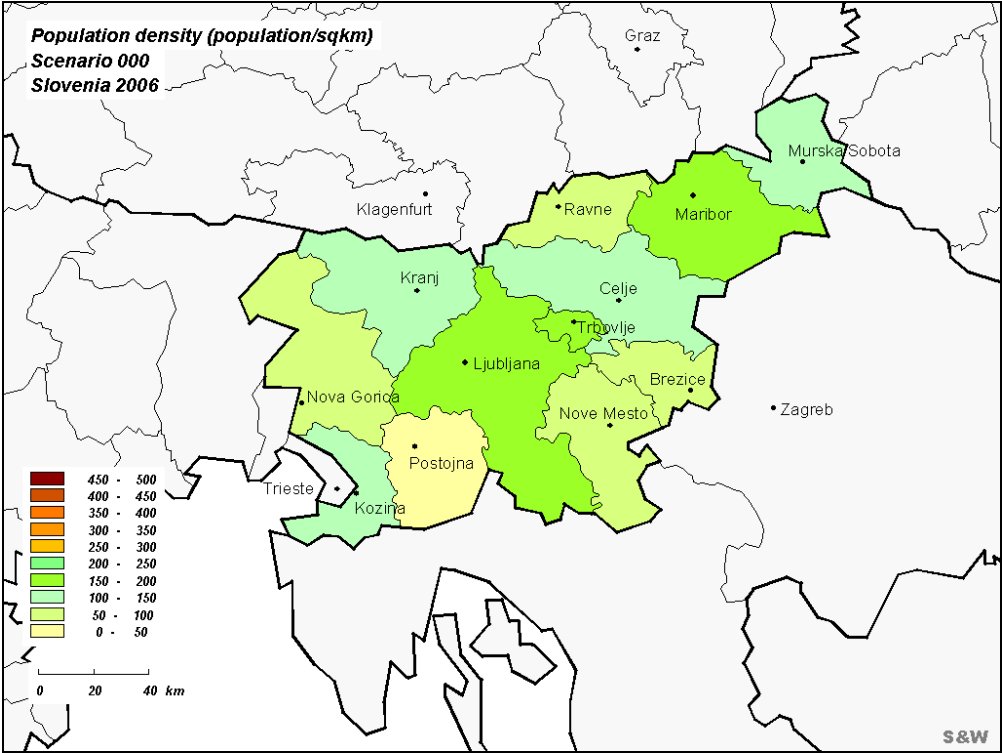 Population density (population/sqkm)
Scenario 000
Slovenia 2006
Graz
Murska Sobota
Klagenfurt
Ravne
Maribor
Kranj
Celje
Trbovlje
Ljubljana
Brezice
Nova Gorica
Nove Mesto
Zagreb
Postojna
Trieste
Kozina
450 - 500
400 - 450
350 - 400
300 - 350
250 - 300
200 - 250
150 - 200
100 - 150
50 - 100
0 - 50
0 20 40 km
S&W